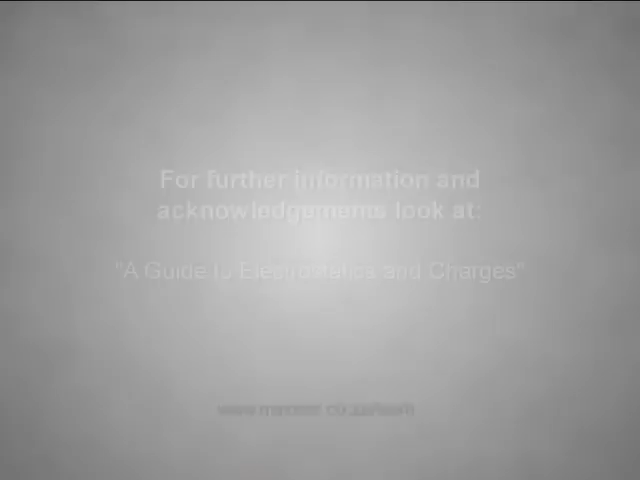 For further information and
acknowledgements look at:
"A Guide to Electrostatics and Charges"